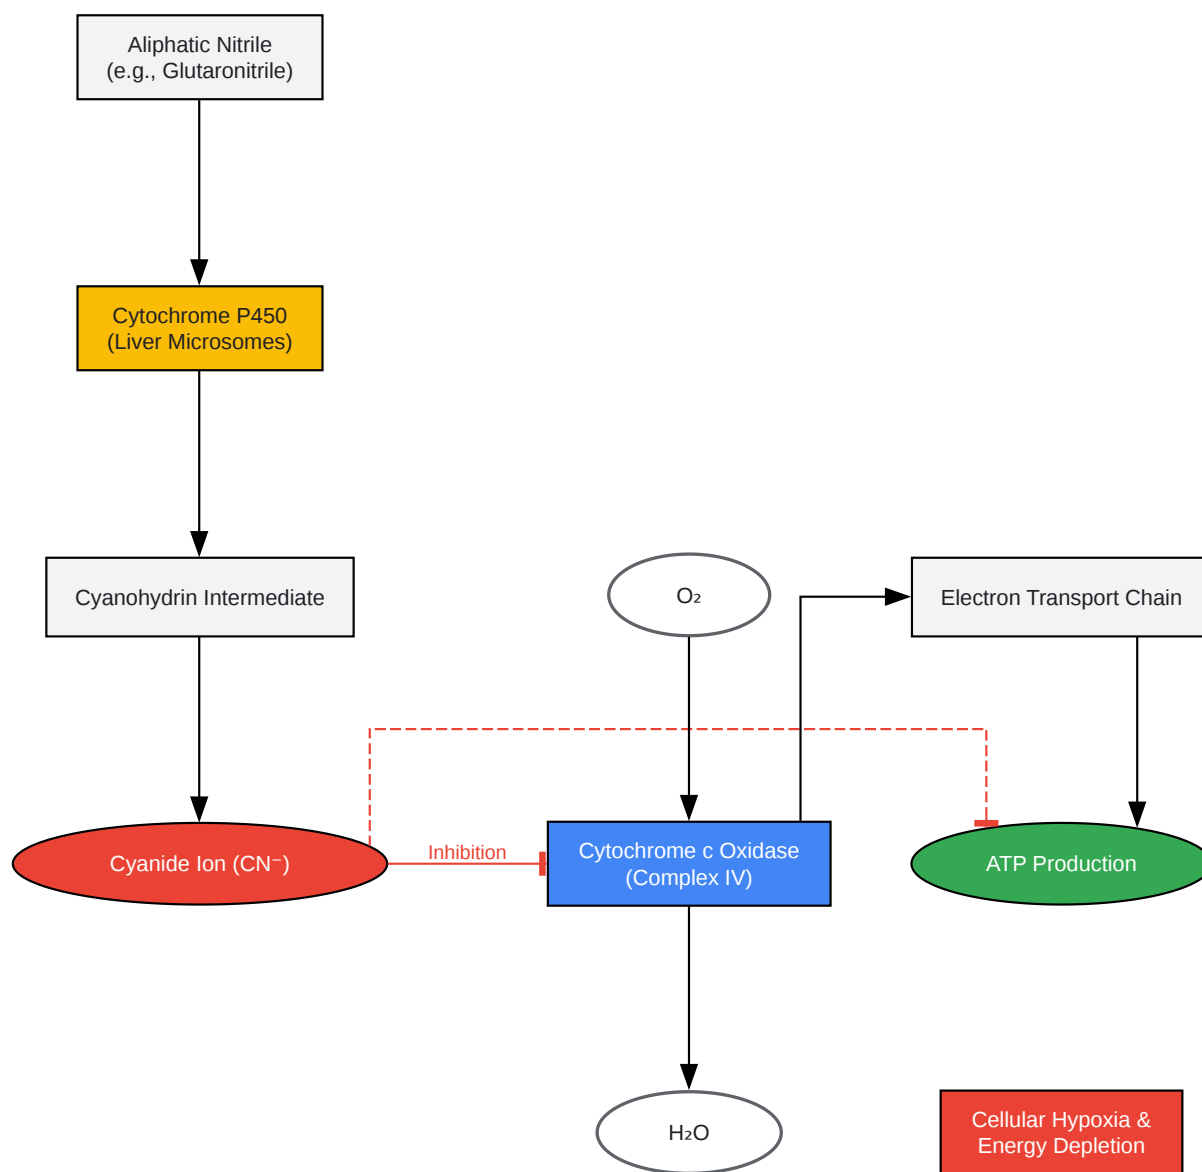 Aliphatic Nitrile
(e.g., Glutaronitrile)
Cytochrome P450
(Liver Microsomes)
Cyanohydrin Intermediate
O₂
Electron Transport Chain
Cyanide Ion (CN⁻)
Inhibition
Cytochrome c Oxidase
(Complex IV)
ATP Production
H₂O
Cellular Hypoxia &
Energy Depletion